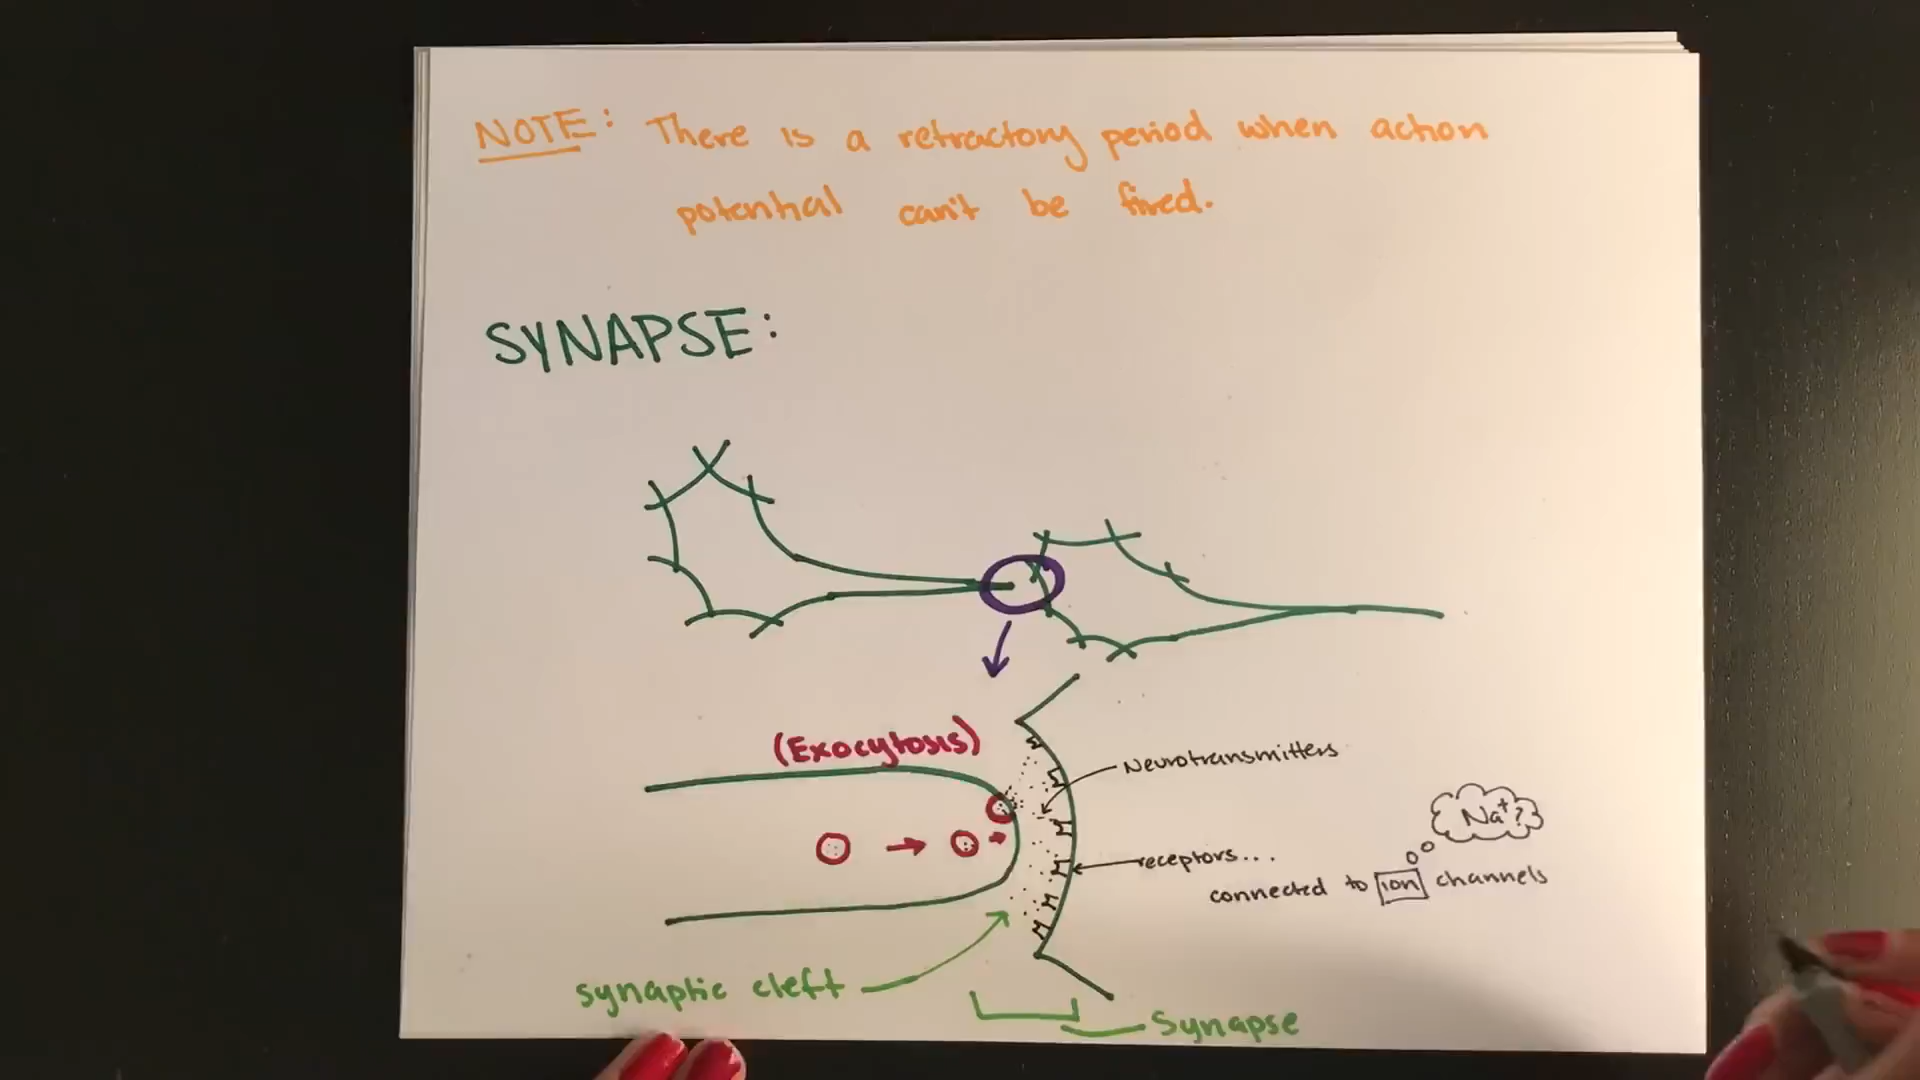 NOTE: There is a refractory period when action
potential can't be fired.
SYNAPSE:
(Exocytosis)
Neurotransmitters
Na+?
receptors...
connected to ion channels
synaptic cleft
Synapse